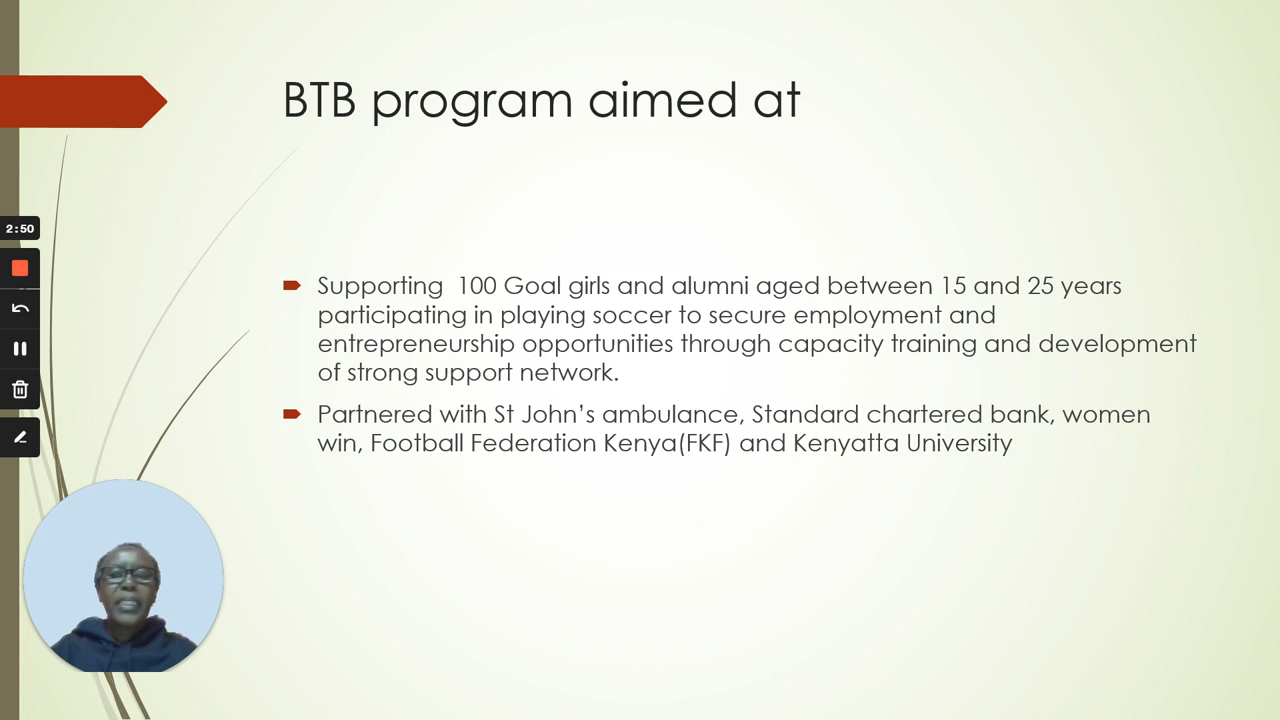 BTB program aimed at
2:50
Supporting  100 Goal girls and alumni aged between 15 and 25 years
participating in playing soccer to secure employment and
entrepreneurship opportunities through capacity training and development
of strong support network.
Partnered with St John’s ambulance, Standard chartered bank, women
win, Football Federation Kenya(FKF) and Kenyatta University